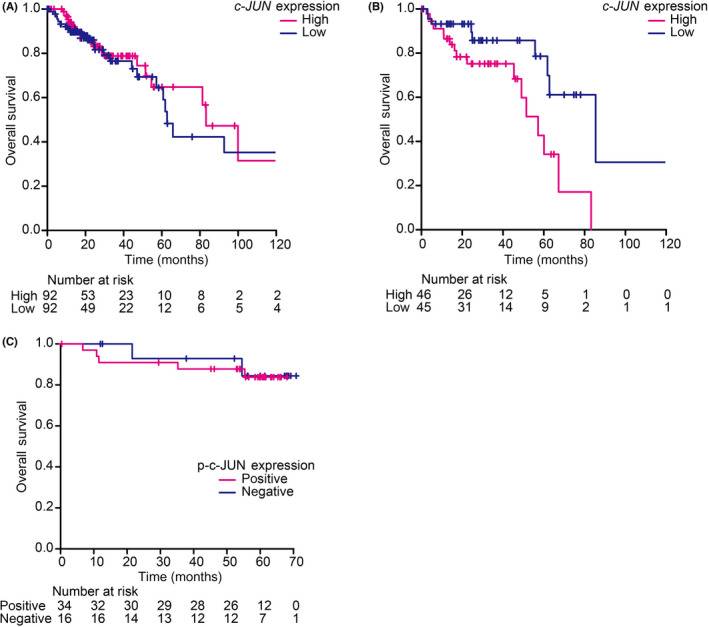 (A)
c-JUN expression
High
Low
Overall survival
1.0
0.8
0.6
0.4
0.2
0.0
0 20 40 60 80 100 120
Time (months)
Number at risk
High 92 53 23 10 8 2 2
Low 92 49 22 12 6 5 4
(B)
c-JUN expression
High
Low
Overall survival
1.0
0.8
0.6
0.4
0.2
0.0
0 20 40 60 80 100 120
Time (months)
Number at risk
High 46 26 12 5 1 0 0
Low 45 31 14 9 2 1 1
(C)
Overall survival
1.0
0.8
0.6
0.4
0.2
0.0
p-c-JUN expression
Positive
Negative
0 10 20 30 40 50 60 70
Time (months)
Number at risk
Positive 34 32 30 29 28 26 12 0
Negative 16 16 14 13 12 12 7 1